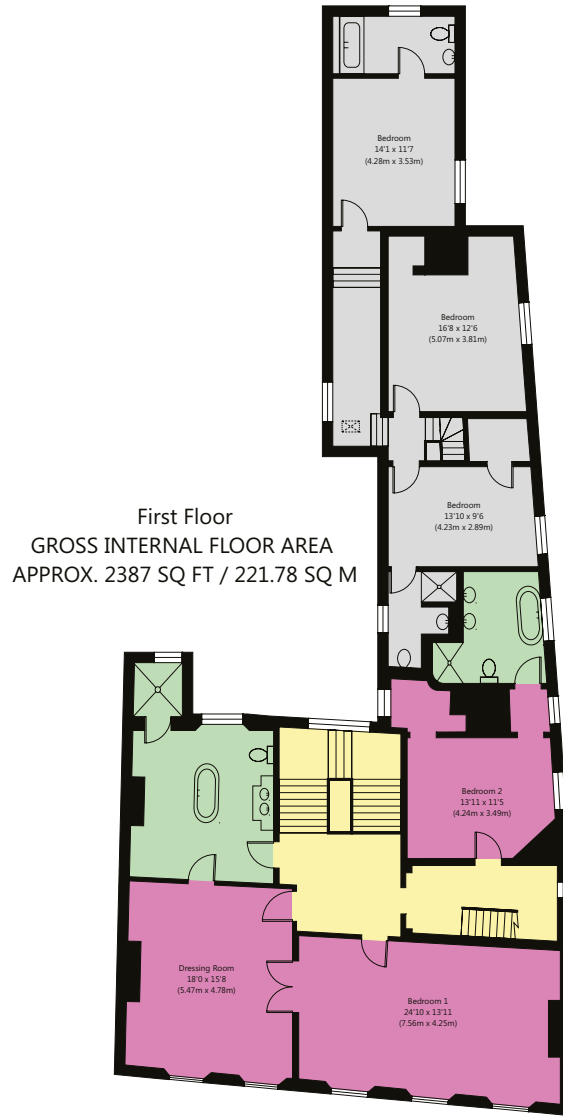 Bedroom
14'1 x 11'7
(4.28m x 3.53m)
Bedroom
16'8 x 12'6
(5.07m x 3.81m)
Bedroom
13'10 x 9'6
(4.23m x 2.89m)
First Floor
GROSS INTERNAL FLOOR AREA
APPROX. 2387 SQ FT / 221.78 SQ M
Bedroom 2
13'11 x 11'5
(4.24m x 3.49m)
Dressing Room
18'0 x 15'8
(5.47m x 4.78m)
Bedroom 1
24'10 x 13'11
(7.56m x 4.25m)